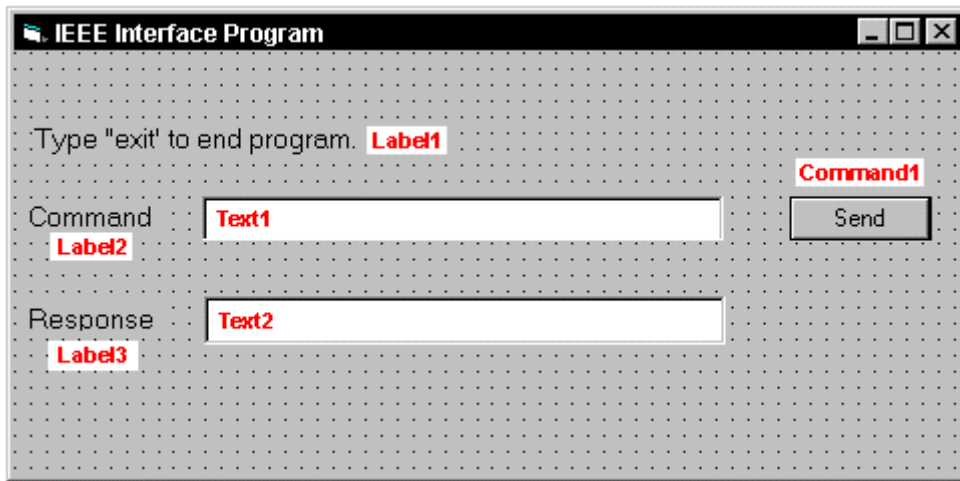 IEEE Interface Program
Type "exit' to end program. Label1
Command1
Command Text1 Send
Label2
Response Text2
Label3